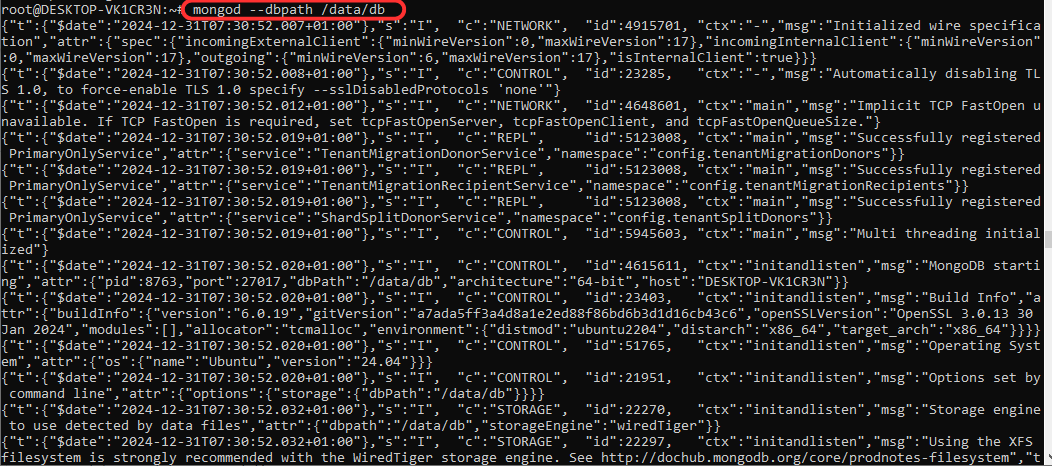 root@DESKTOP-VK1CR3N:~# mongod --dbpath /data/db
{"t":{"$date":"2024-12-31T07:30:52.007+01:00"},"s":"I",  "c":"NETWORK",  "id":4915701, "ctx":"-","msg":"Initialized wire specifica
tion","attr":{"spec":{"incomingExternalClient":{"minWireVersion":0,"maxWireVersion":17},"incomingInternalClient":{"minWireVersion"
:0,"maxWireVersion":17},"outgoing":{"minWireVersion":6,"maxWireVersion":17},"isInternalClient":true}}}
{"t":{"$date":"2024-12-31T07:30:52.008+01:00"},"s":"I",  "c":"CONTROL",  "id":23285,   "ctx":"-","msg":"Automatically disabling TL
S 1.0, to force-enable TLS 1.0 specify --sslDisabledProtocols 'none'"}
{"t":{"$date":"2024-12-31T07:30:52.012+01:00"},"s":"I",  "c":"NETWORK",  "id":4648601, "ctx":"main","msg":"Implicit TCP FastOpen u
navailable. If TCP FastOpen is required, set tcpFastOpenServer, tcpFastOpenClient, and tcpFastOpenQueueSize."}
{"t":{"$date":"2024-12-31T07:30:52.019+01:00"},"s":"I",  "c":"REPL",     "id":5123008, "ctx":"main","msg":"Successfully registered
 PrimaryOnlyService","attr":{"service":"TenantMigrationDonorService","namespace":"config.tenantMigrationDonors"}}
{"t":{"$date":"2024-12-31T07:30:52.019+01:00"},"s":"I",  "c":"REPL",     "id":5123008, "ctx":"main","msg":"Successfully registered
 PrimaryOnlyService","attr":{"service":"TenantMigrationRecipientService","namespace":"config.tenantMigrationRecipients"}}
{"t":{"$date":"2024-12-31T07:30:52.019+01:00"},"s":"I",  "c":"REPL",     "id":5123008, "ctx":"main","msg":"Successfully registered
 PrimaryOnlyService","attr":{"service":"ShardSplitDonorService","namespace":"config.tenantSplitDonors"}}
{"t":{"$date":"2024-12-31T07:30:52.019+01:00"},"s":"I",  "c":"CONTROL",  "id":5945603, "ctx":"main","msg":"Multi threading initial
ized"}
{"t":{"$date":"2024-12-31T07:30:52.020+01:00"},"s":"I",  "c":"CONTROL",  "id":4615611, "ctx":"initandlisten","msg":"MongoDB starti
ng","attr":{"pid":8763,"port":27017,"dbPath":"/data/db","architecture":"64-bit","host":"DESKTOP-VK1CR3N"}}
{"t":{"$date":"2024-12-31T07:30:52.020+01:00"},"s":"I",  "c":"CONTROL",  "id":23403,   "ctx":"initandlisten","msg":"Build Info","a
ttr":{"buildInfo":{"version":"6.0.19","gitVersion":"a7ada5ff3a4d8a1e2ed88f86bd6b3d1d16cb43c6","openSSLVersion":"OpenSSL 3.0.13 30 
Jan 2024","modules":[],"allocator":"tcmalloc","environment":{"distmod":"ubuntu2204","distarch":"x86_64","target_arch":"x86_64"}}}}
{"t":{"$date":"2024-12-31T07:30:52.020+01:00"},"s":"I",  "c":"CONTROL",  "id":51765,   "ctx":"initandlisten","msg":"Operating Syst
em","attr":{"os":{"name":"Ubuntu","version":"24.04"}}}
{"t":{"$date":"2024-12-31T07:30:52.020+01:00"},"s":"I",  "c":"CONTROL",  "id":21951,   "ctx":"initandlisten","msg":"Options set by
 command line","attr":{"options":{"storage":{"dbPath":"/data/db"}}}}
{"t":{"$date":"2024-12-31T07:30:52.032+01:00"},"s":"I",  "c":"STORAGE",  "id":22270,   "ctx":"initandlisten","msg":"Storage engine
 to use detected by data files","attr":{"dbpath":"/data/db","storageEngine":"wiredTiger"}}
{"t":{"$date":"2024-12-31T07:30:52.032+01:00"},"s":"I",  "c":"STORAGE",  "id":22297,   "ctx":"initandlisten","msg":"Using the XFS 
filesystem is strongly recommended with the WiredTiger storage engine. See http://dochub.mongodb.org/core/prodnotes-filesystem","t